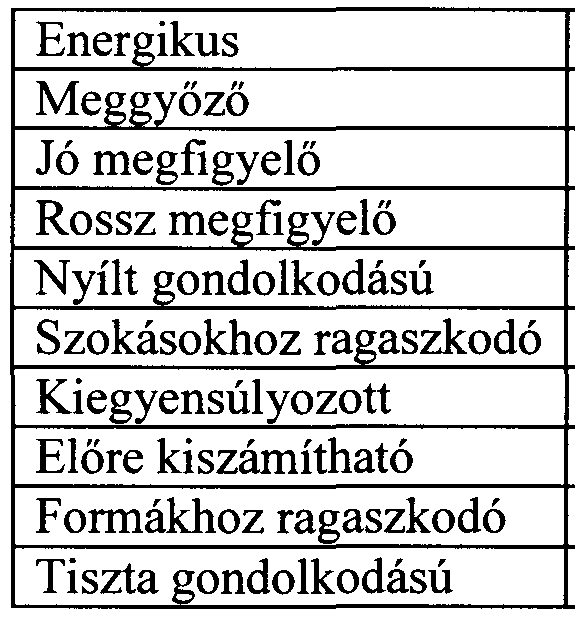 Energikus
Meggyőző
Jó megfigyelő
Rossz megfigyelő
Nyílt gondolkodású
Szokásokhoz ragaszkodó
Kiegyensúlyozott
Előre kiszámítható
Formákhoz ragaszkodó
Tiszta gondolkodású